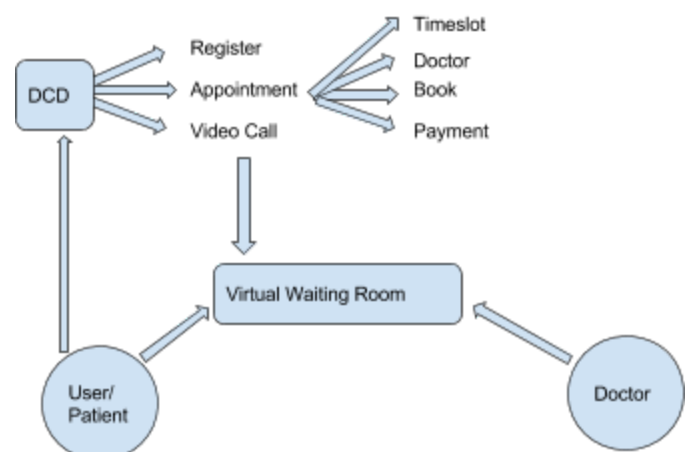 Timeslot
Register
Doctor
DCD
Appointment
Book
Video Call
Payment
Virtual Waiting Room
User/
Patient
Doctor